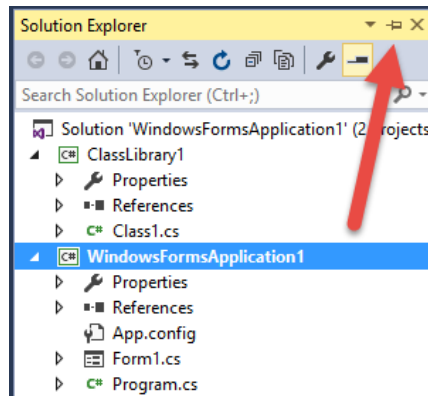 Solution Explorer
Search Solution Explorer (Ctrl+;)
Solution 'WindowsFormsApplication1' (2 projects
C# ClassLibrary1
Properties
References
C# Class1.cs
C# WindowsFormsApplication1
Properties
References
App.config
Form1.cs
C# Program.cs